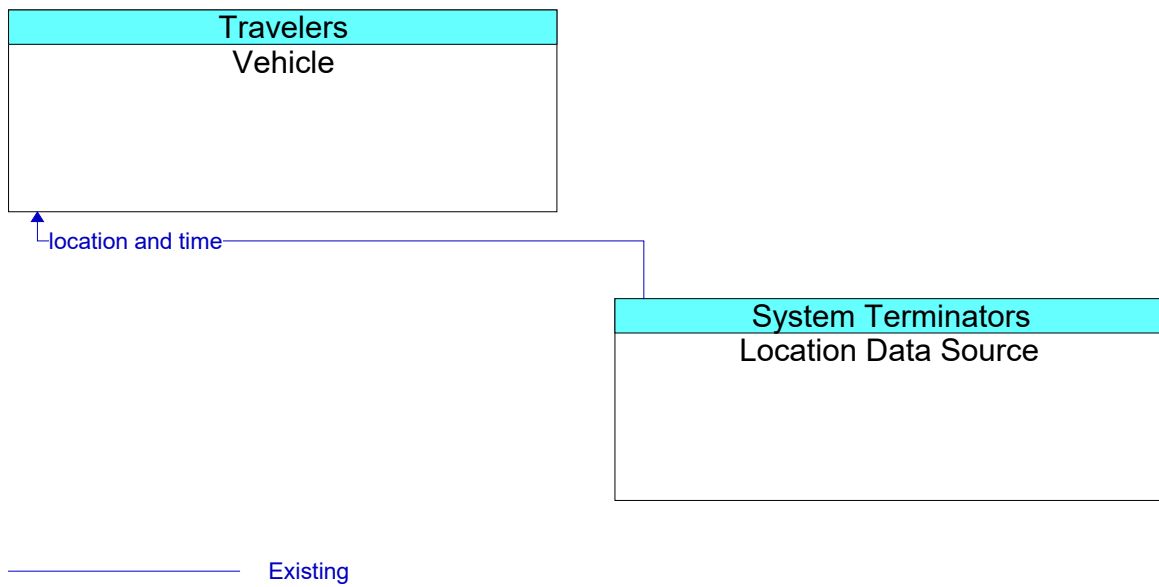 Travelers
Vehicle
location and time
System Terminators
Location Data Source
Existing